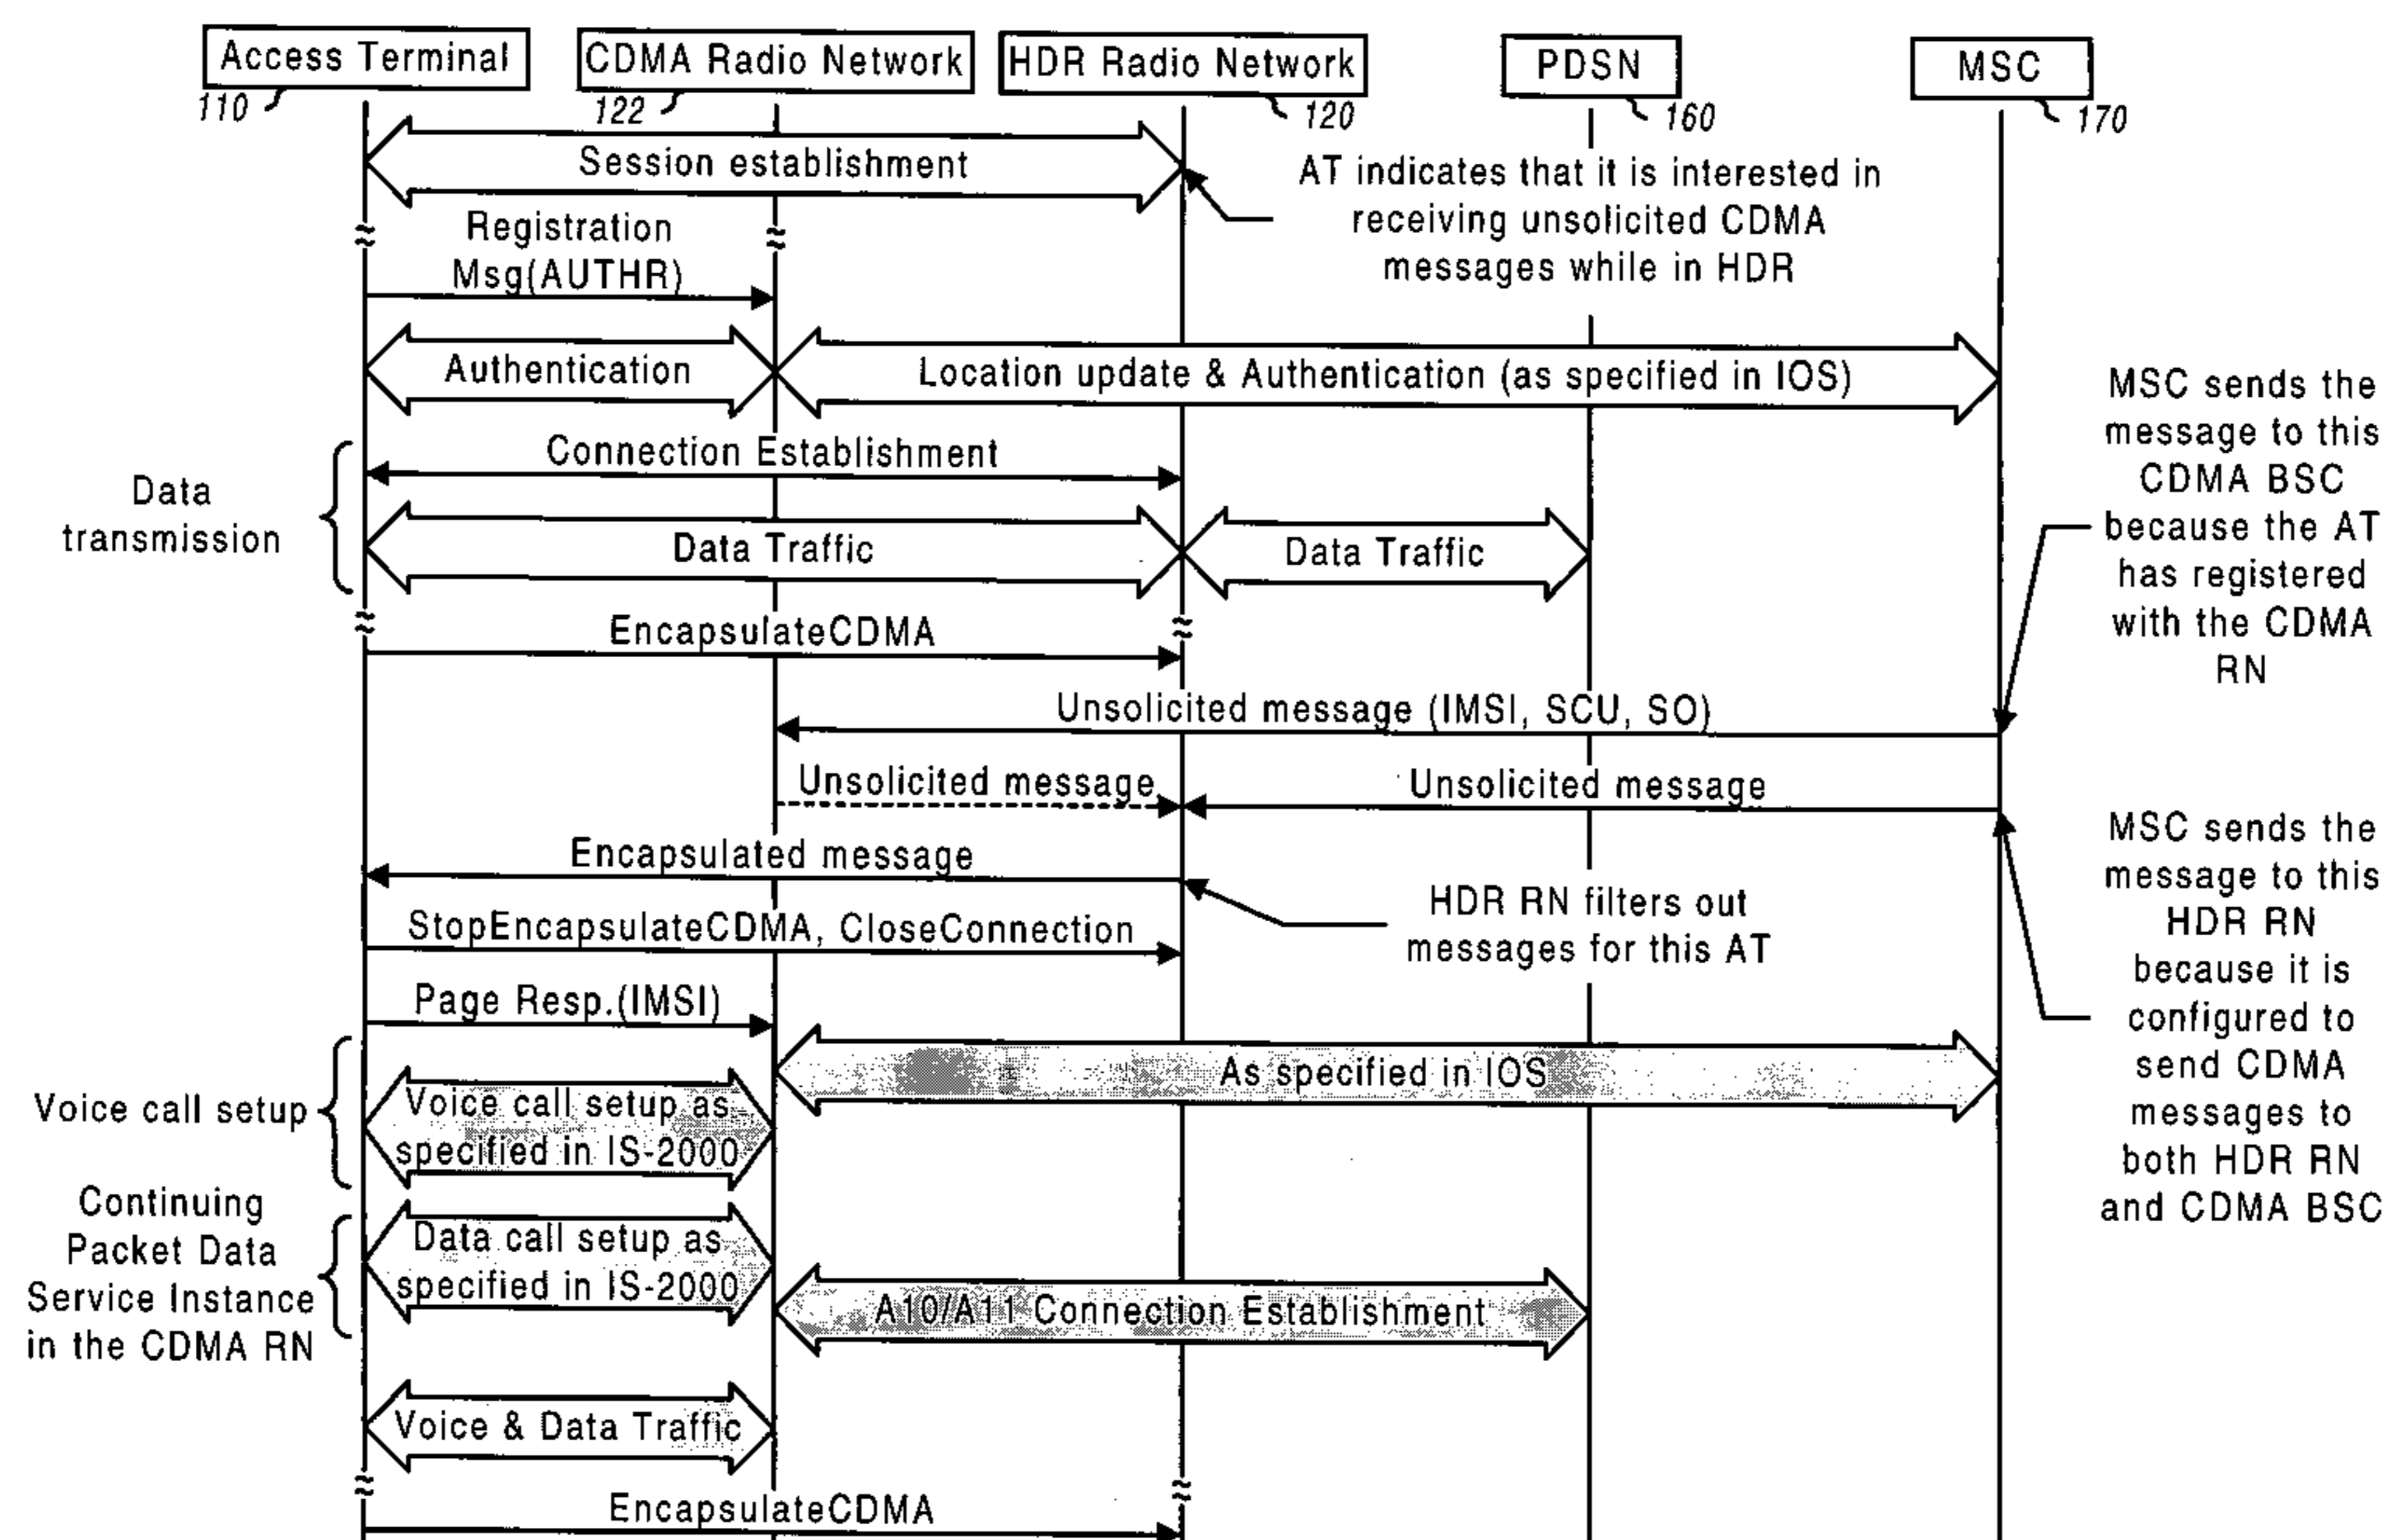 Access Terminal
CDMA Radio Network
HDR Radio Network
PDSN
MSC
110
122
120
160
170
Session establishment
AT indicates that it is interested in
receiving unsolicited CDMA
messages while in HDR
Registration
Msg(AUTHR)
Authentication
Location update & Authentication (as specified in IOS)
MSC sends the
message to this
CDMA BSC
because the AT
has registered
with the CDMA
RN
Data
transmission
Connection Establishment
Data Traffic
Data Traffic
EncapsulateCDMA
Unsolicited message (IMSI, SCU, SO)
Unsolicited message
Unsolicited message
MSC sends the
message to this
HDR RN
because it is
configured to
send CDMA
messages to
both HDR RN
and CDMA BSC
Encapsulated message
HDR RN filters out
messages for this AT
StopEncapsulateCDMA, CloseConnection
Page Resp.(IMSI)
As specified in IOS
Voice call setup
Voice call setup as
specified in IS-2000
Continuing
Packet Data
Service Instance
in the CDMA RN
Data call setup as
specified in IS-2000
A10/A11 Connection Establishment
Voice & Data Traffic
EncapsulateCDMA